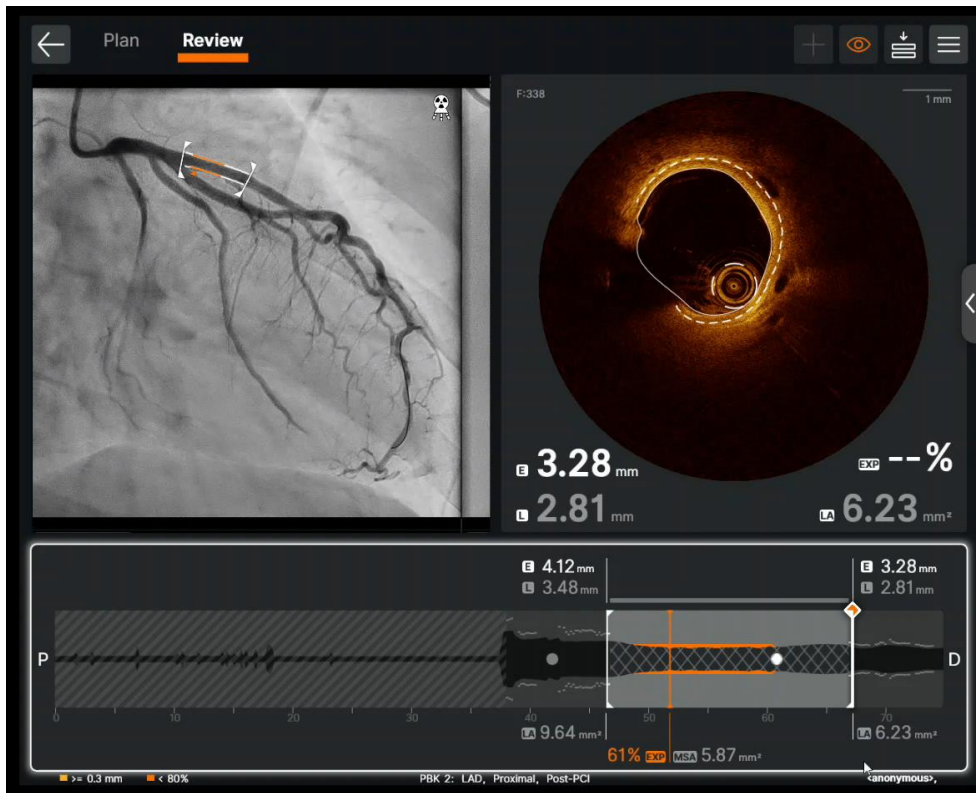 Plan Review
F:338
1 mm
E 3.28 mm EXP --%
L 2.81 mm LA 6.23 mm²
E 4.12 mm E 3.28 mm
L 3.48 mm L 2.81 mm
P D
0 10 20 30 40 50 60 70
LA 9.64 mm² LA 6.23 mm²
61% EXP MSA 5.87 mm²
>= 0.3 mm < 80% PBK 2: LAD, Proximal, Post-PCI <anonymous>,